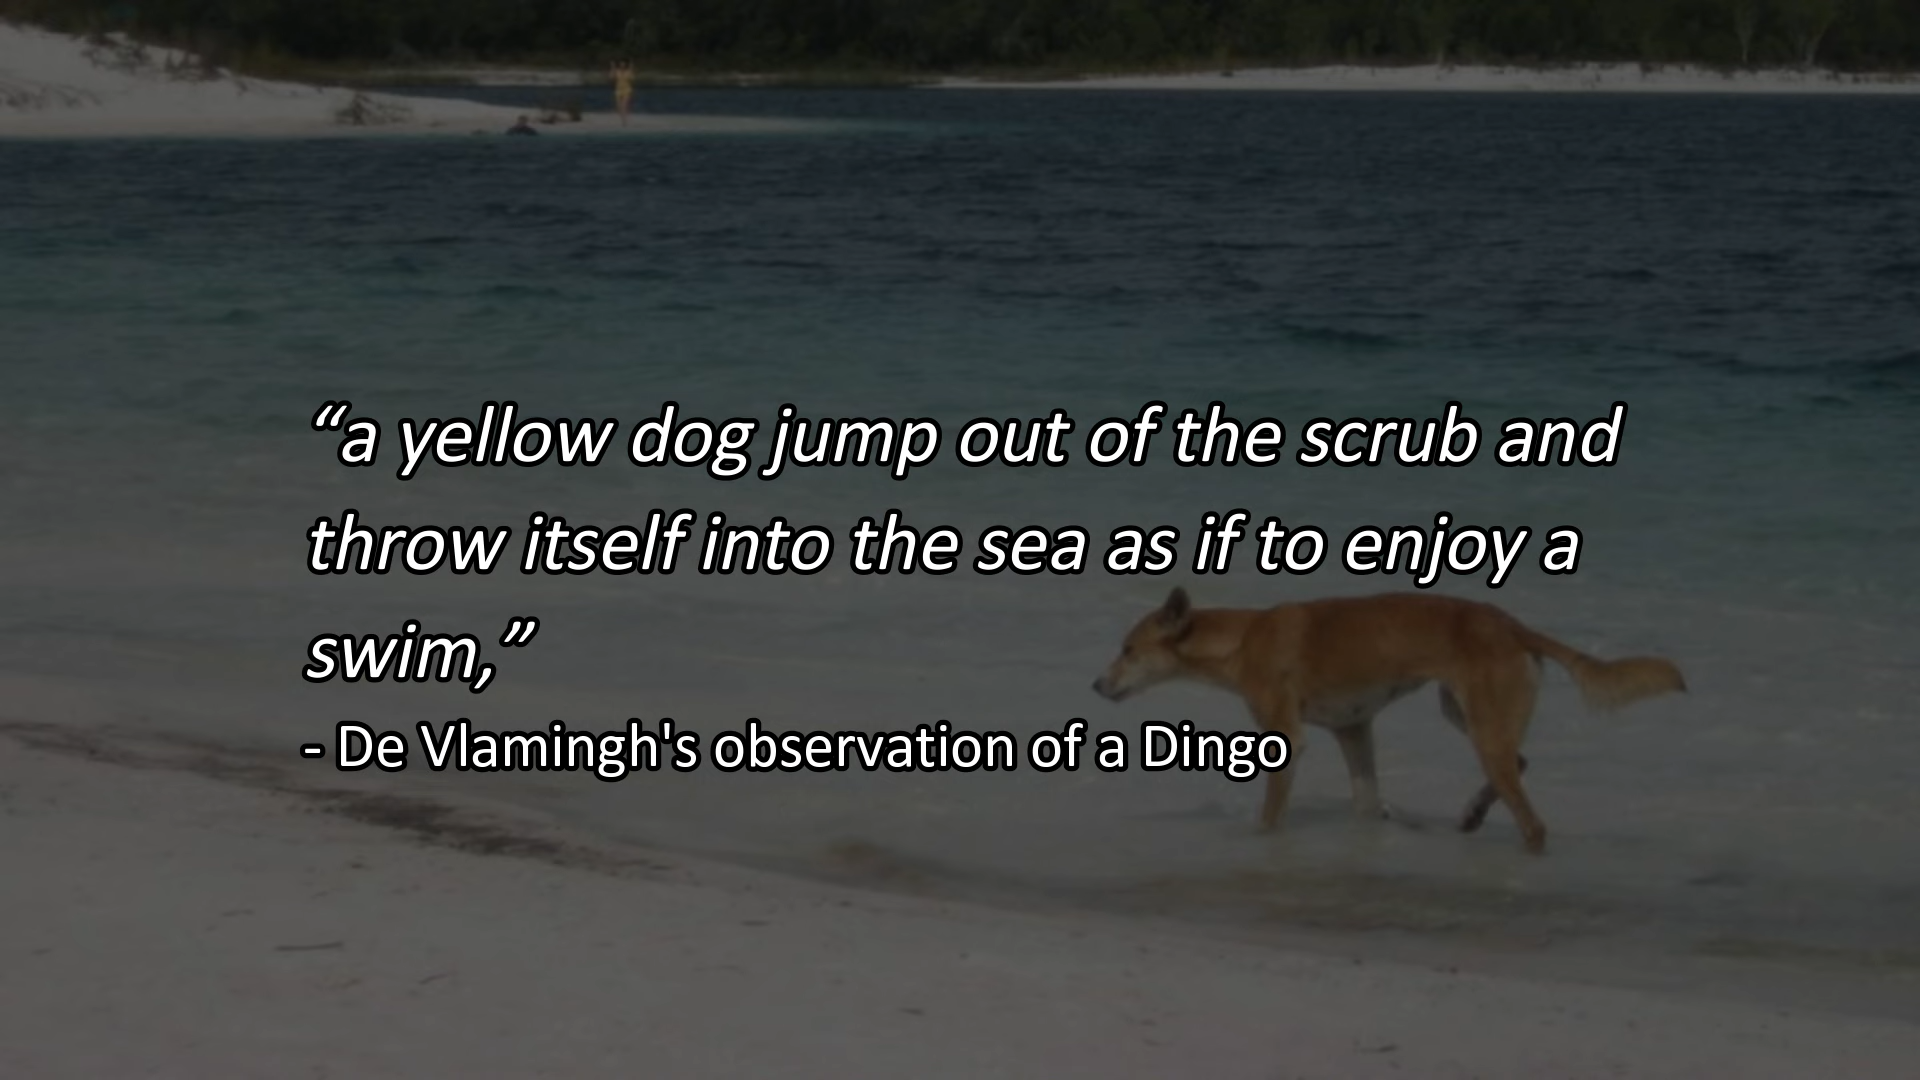 “a yellow dog jump out of the scrub and
throw itself into the sea as if to enjoy a
swim,”
- De Vlamingh's observation of a Dingo